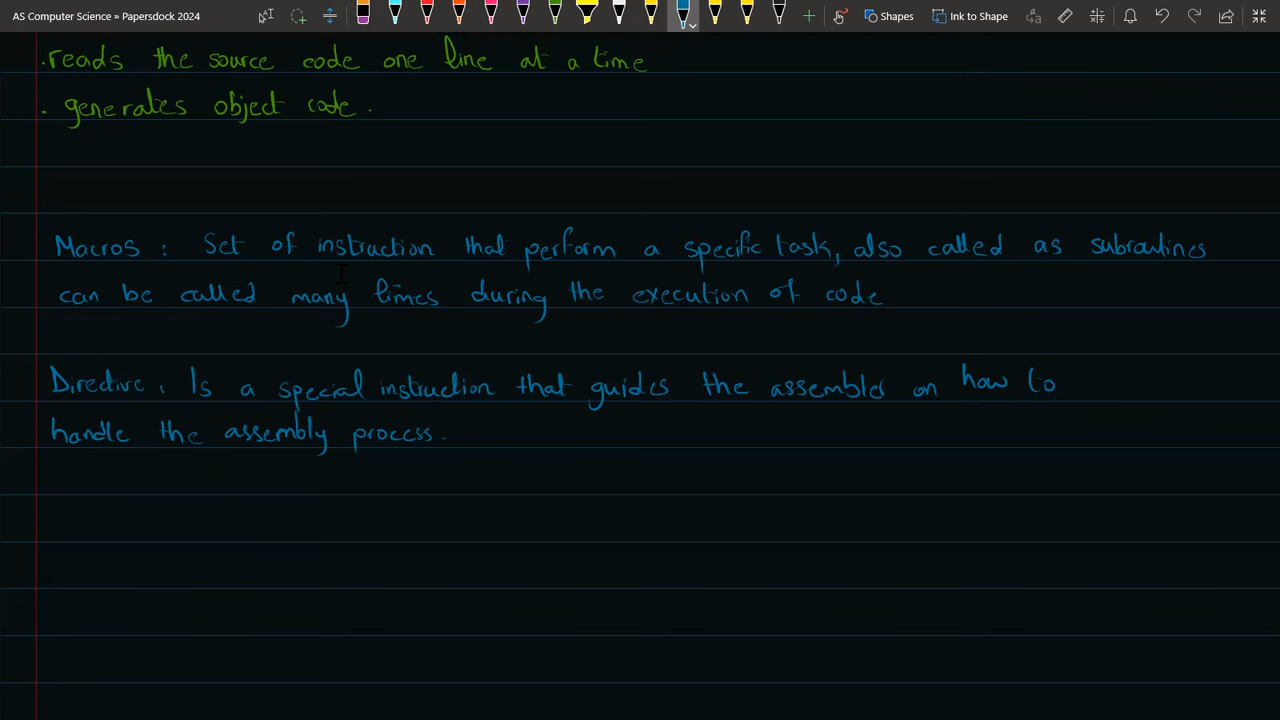 AS Computer Science » Papersdock 2024
Shapes
Ink to Shape
.reads the source code one line at a time
. generates object code.
Macros : Set of instruction that perform a specific task, also called as subroutines
can be called many times during the execution of code
Directive : Is a special instruction that guides the assembler on how to
handle the assembly process.